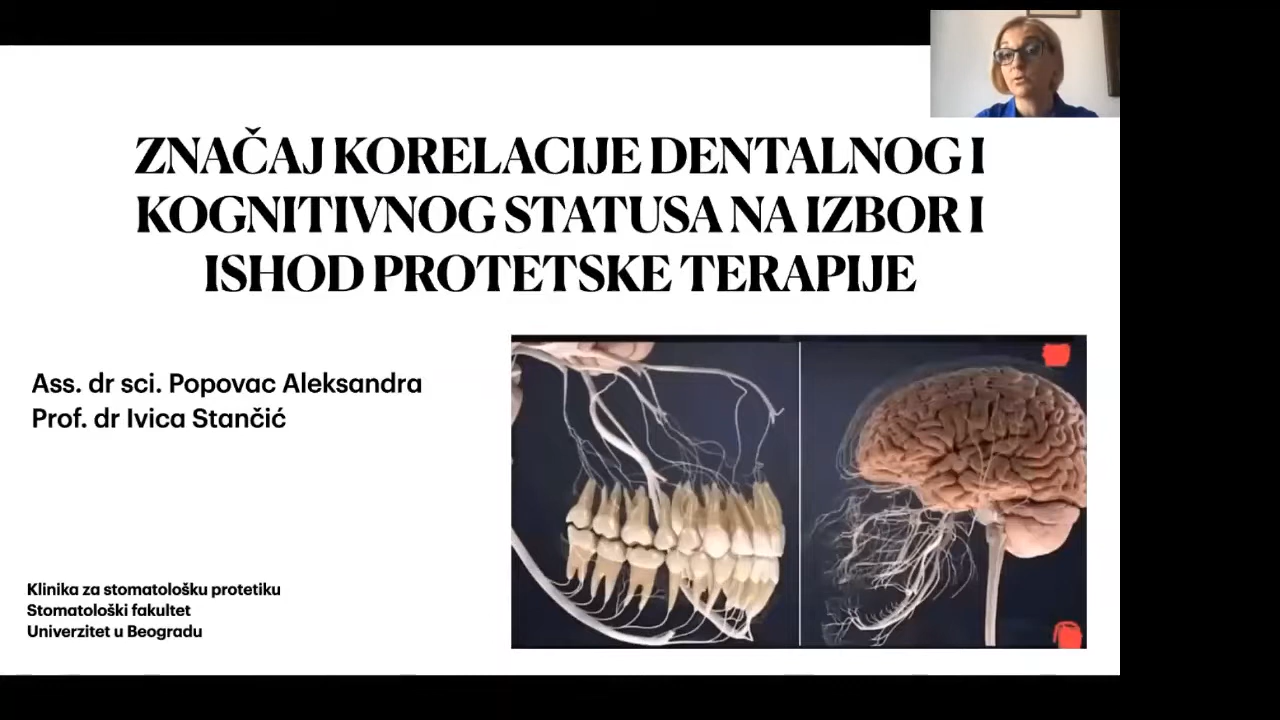 ZNAČAJ KORELACIJE DENTALNOG I
KOGNITIVNOG STATUSA NA IZBOR I
ISHOD PROTETSKE TERAPIJE
Ass. dr sci. Popovac Aleksandra
Prof. dr Ivica Stančić
Klinika za stomatološku protetiku
Stomatološki fakultet
Univerzitet u Beogradu